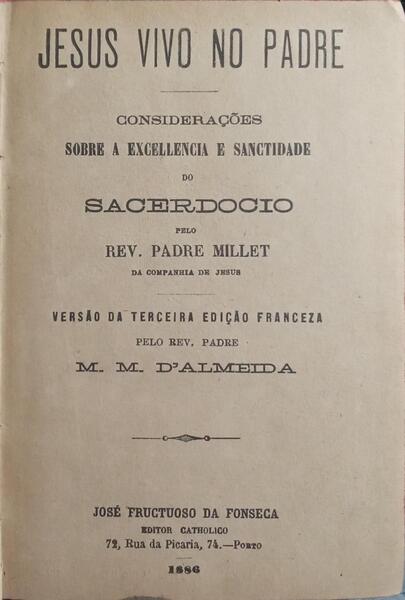 JESUS VIVO NO PADRE
CONSIDERAÇÕES
SOBRE A EXCELLENCIA E SANCTIDADE
DO
SACERDOCIO
PELO
REV. PADRE MILLET
DA COMPANHIA DE JESUS
VERSÃO DA TERCEIRA EDIÇÃO FRANCEZA
PELO REV. PADRE
M. M. D'ALMEIDA
JOSÉ FRUCTUOSO DA FONSECA
EDITOR CATHOLICO
72, Rua da Picaria, 74.—PORTO
1886